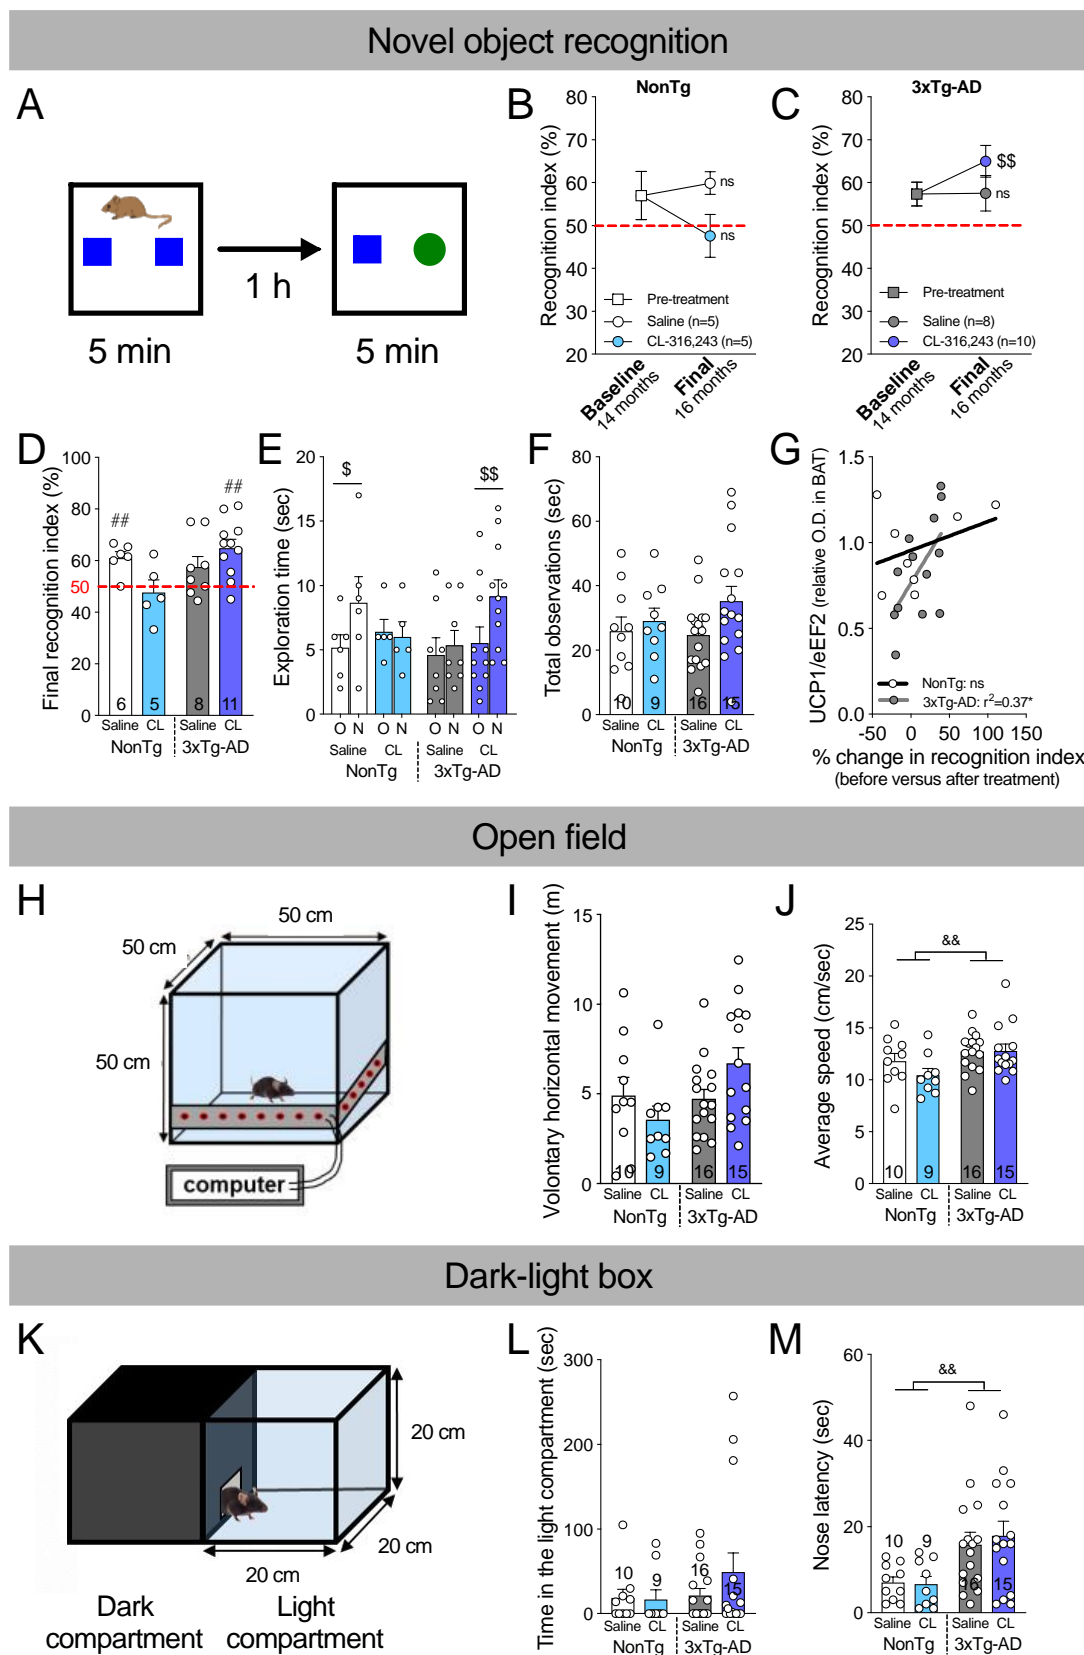 Novel object recognition
A
1 h
5 min
5 min
B
NonTg
Recognition index (%)
80
70
60
50
40
30
20
ns
ns
Pre-treatment
Saline (n=5)
CL-316,243 (n=5)
Baseline
14 months
Final
16 months
C
3xTg-AD
Recognition index (%)
80
70
60
50
40
30
20
$$
ns
Pre-treatment
Saline (n=8)
CL-316,243 (n=10)
Baseline
14 months
Final
16 months
D
Final recognition index (%)
100
80
60
50
40
20
0
##
##
6
5
8
11
Saline
CL
Saline
CL
NonTg
3xTg-AD
E
Exploration time (sec)
20
15
10
5
0
$
$$
O N O N O N O N
Saline
CL
Saline
CL
NonTg
3xTg-AD
F
Total observations (sec)
80
60
40
20
0
10
9
16
15
Saline
CL
Saline
CL
NonTg
3xTg-AD
G
UCP1/eEF2 (relative O.D. in BAT)
1.5
1.0
0.5
0.0
NonTg: ns
3xTg-AD: r²=0.37*
-50 0 50 100 150
% change in recognition index
(before versus after treatment)
Open field
H
50 cm
50 cm
50 cm
computer
I
Volontary horizontal movement (m)
15
10
5
0
10
9
16
15
Saline
CL
Saline
CL
NonTg
3xTg-AD
J
Average speed (cm/sec)
25
20
15
10
5
0
&&
10
9
16
15
Saline
CL
Saline
CL
NonTg
3xTg-AD
Dark-light box
K
20 cm
20 cm
20 cm
Dark
compartment
Light
compartment
L
Time in the light compartment (sec)
300
200
100
0
10
9
16
15
Saline
CL
Saline
CL
NonTg
3xTg-AD
M
Nose latency (sec)
60
40
20
0
&&
10
9
16
15
Saline
CL
Saline
CL
NonTg
3xTg-AD